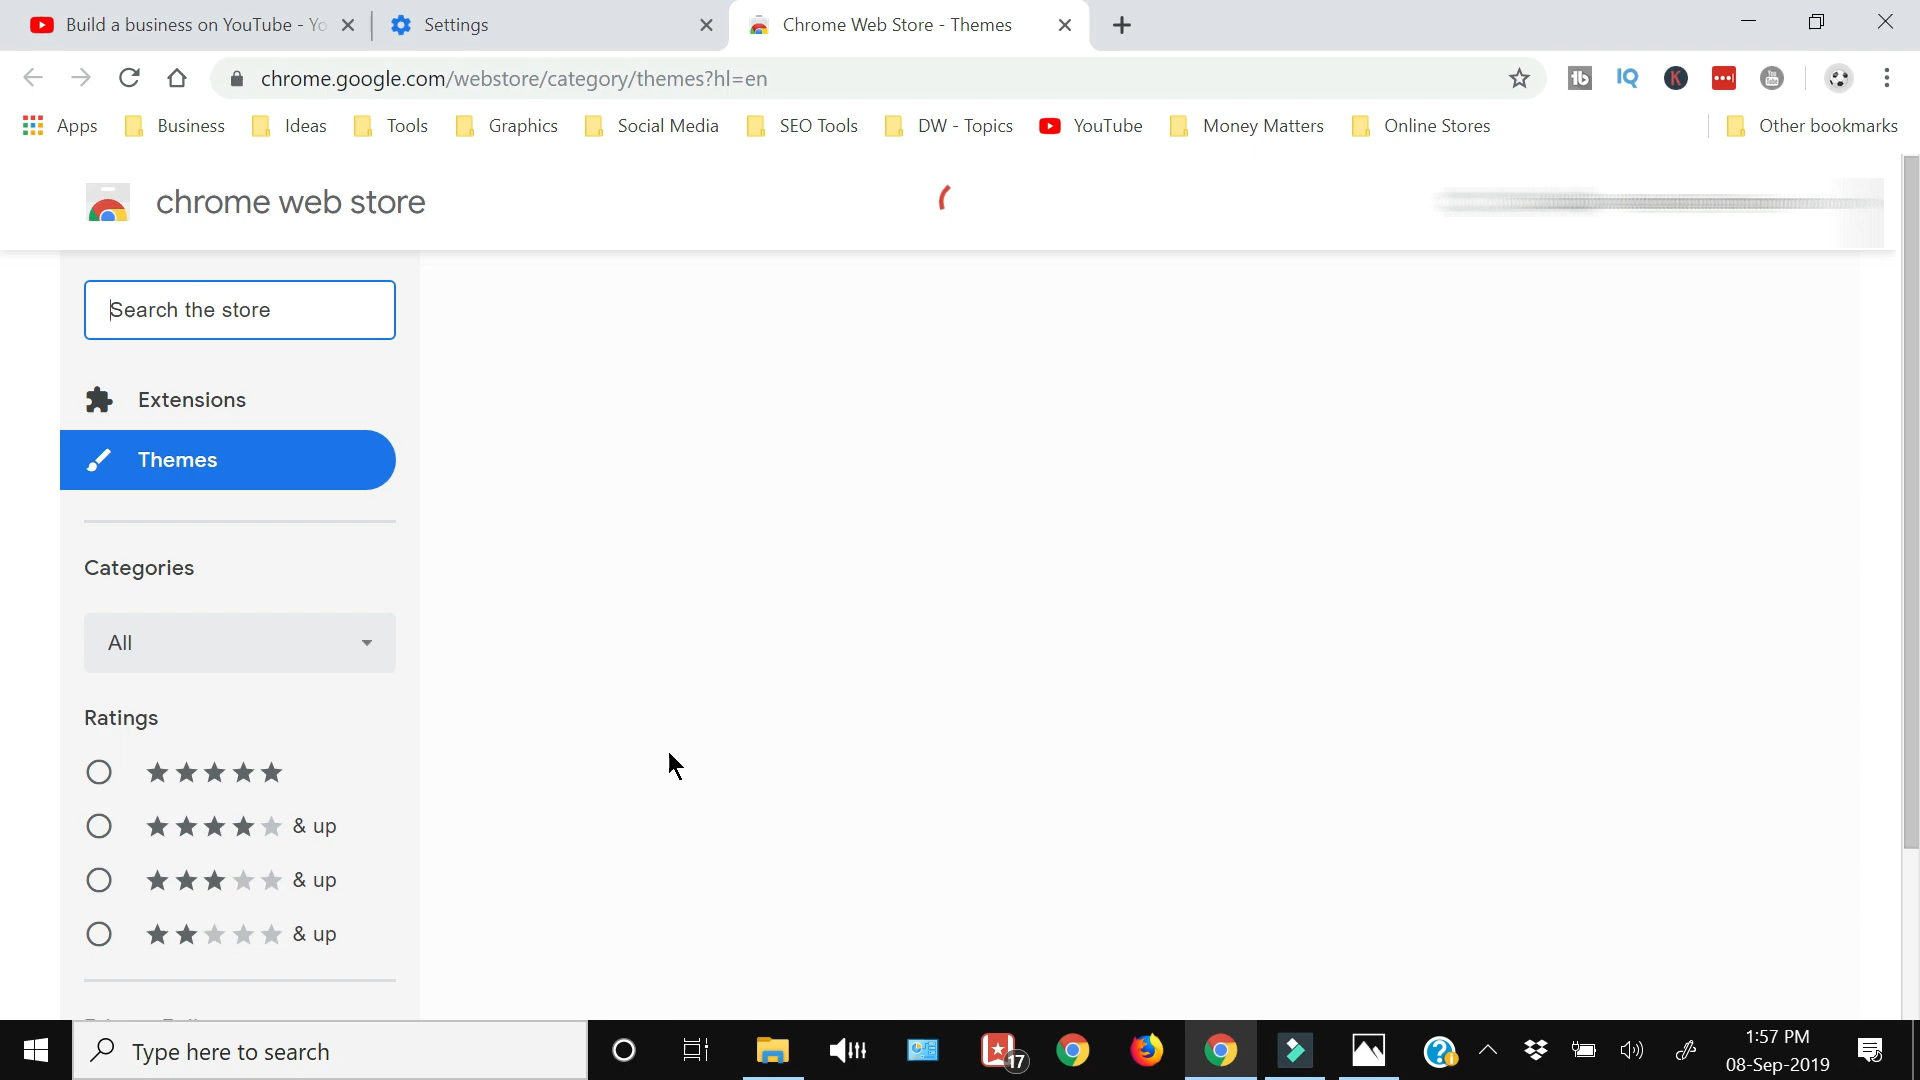 Build a business on YouTube - Yo
Settings
Chrome Web Store - Themes
chrome.google.com/webstore/category/themes?hl=en
Apps
Business
Ideas
Tools
Graphics
Social Media
SEO Tools
DW - Topics
YouTube
Money Matters
Online Stores
Other bookmarks
chrome web store
Search the store
Extensions
Themes
Categories
All
Ratings
& up
& up
& up
Type here to search
17
1:57 PM
08-Sep-2019